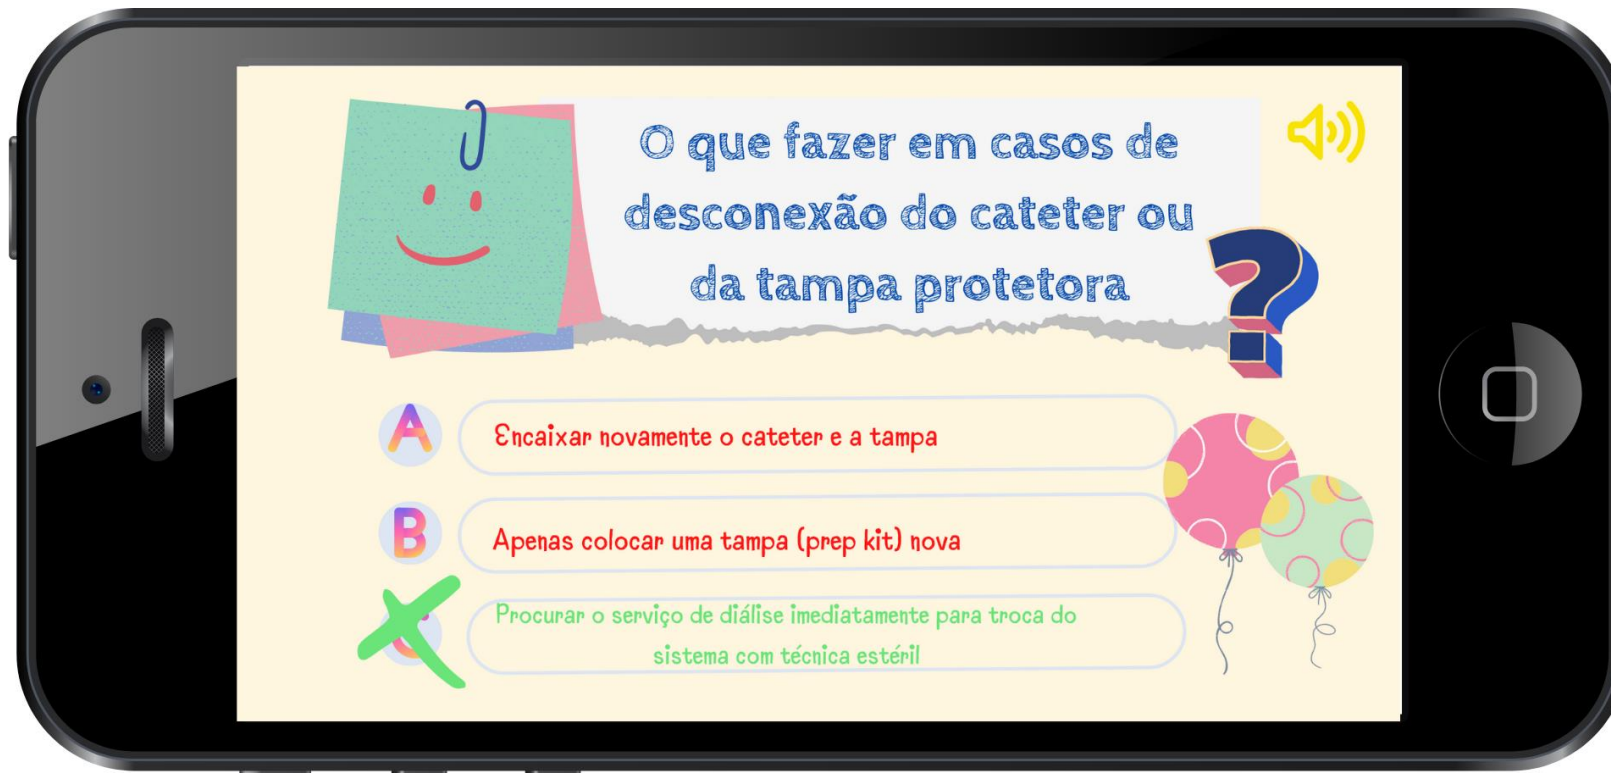 O que fazer em casos de
desconexão do cateter ou
da tampa protetora
?
A
Encaixar novamente o cateter e a tampa
B
Apenas colocar uma tampa (prep kit) nova
C
Procurar o serviço de diálise imediatamente para troca do
sistema com técnica estéril